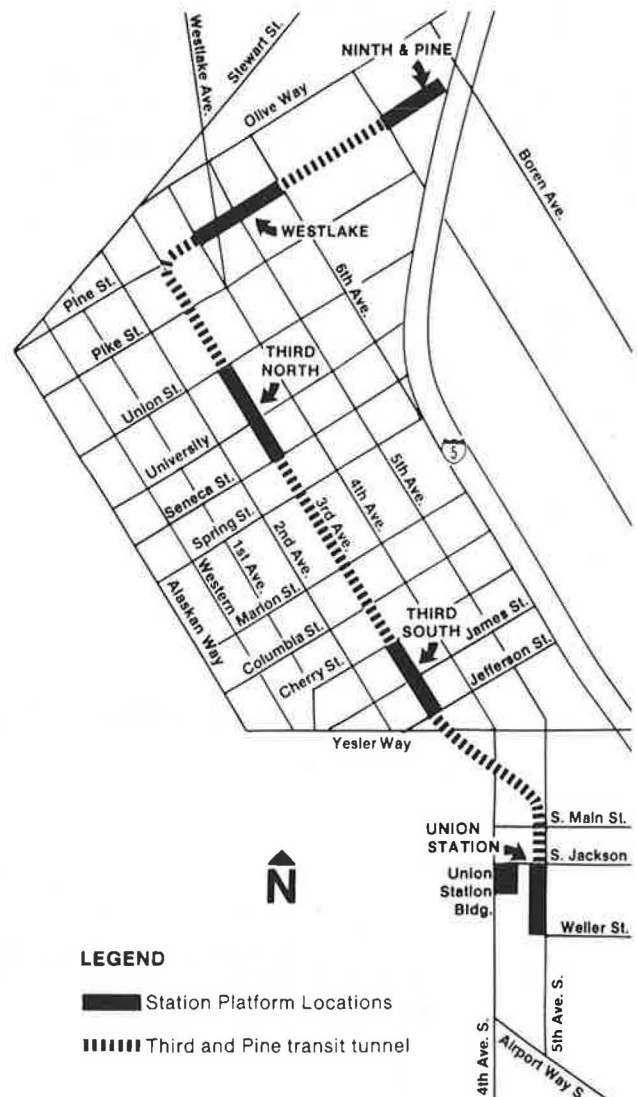 Westlake Ave.
Stewart St.
NINTH & PINE
Olive Way
Boren Ave.
WESTLAKE
Pine St.
6th Ave.
Pike St.
THIRD
NORTH
Union St.
University
5
Seneca St.
5th Ave.
4th Ave.
Spring St.
3rd Ave.
2nd Ave.
1st Ave.
Western
Marion St.
Alaskan Way
THIRD
SOUTH
James St.
Columbia St.
Cherry St.
Jefferson St.
Yesler Way
S. Main St.
UNION
STATION
S. Jackson
Union
Station
Bldg.
N
Weller St.
LEGEND
Station Platform Locations
Third and Pine transit tunnel
4th Ave. S.
5th Ave. S.
Airport Way S.